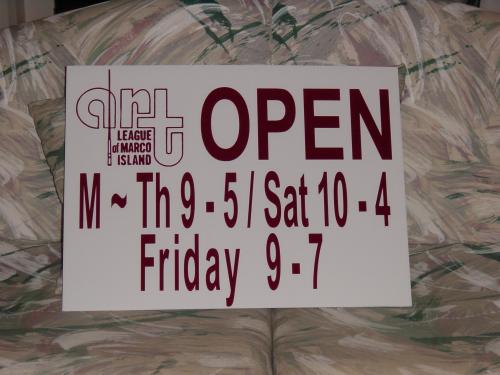 art
LEAGUE
of MARCO
ISLAND
OPEN
M ~ Th 9 - 5 / Sat 10 - 4
Friday 9 - 7